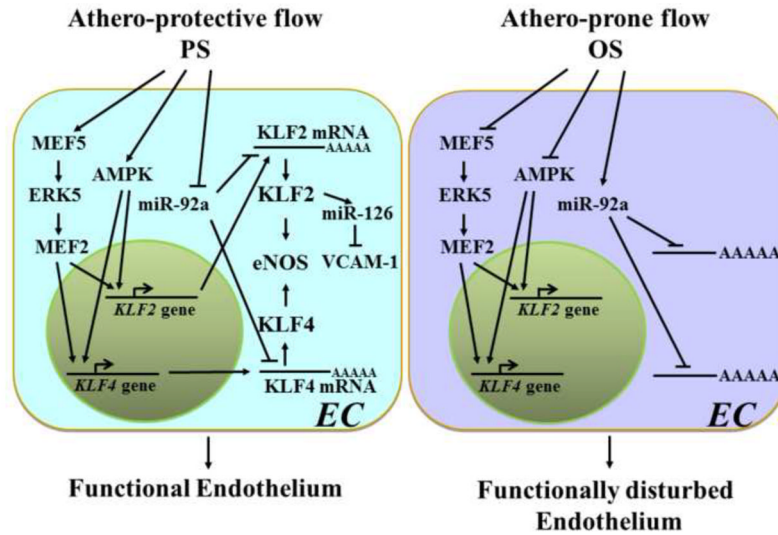 Athero-protective flow
PS
MEF5
ERK5
MEF2
AMPK
miR-92a
KLF2 mRNA
AAAAA
KLF2
miR-126
eNOS
VCAM-1
KLF4
KLF2 gene
KLF4 gene
AAAAA
KLF4 mRNA
EC
Functional Endothelium
Athero-prone flow
OS
MEF5
ERK5
MEF2
AMPK
miR-92a
AAAAA
KLF2 gene
KLF4 gene
AAAAA
EC
Functionally disturbed
Endothelium